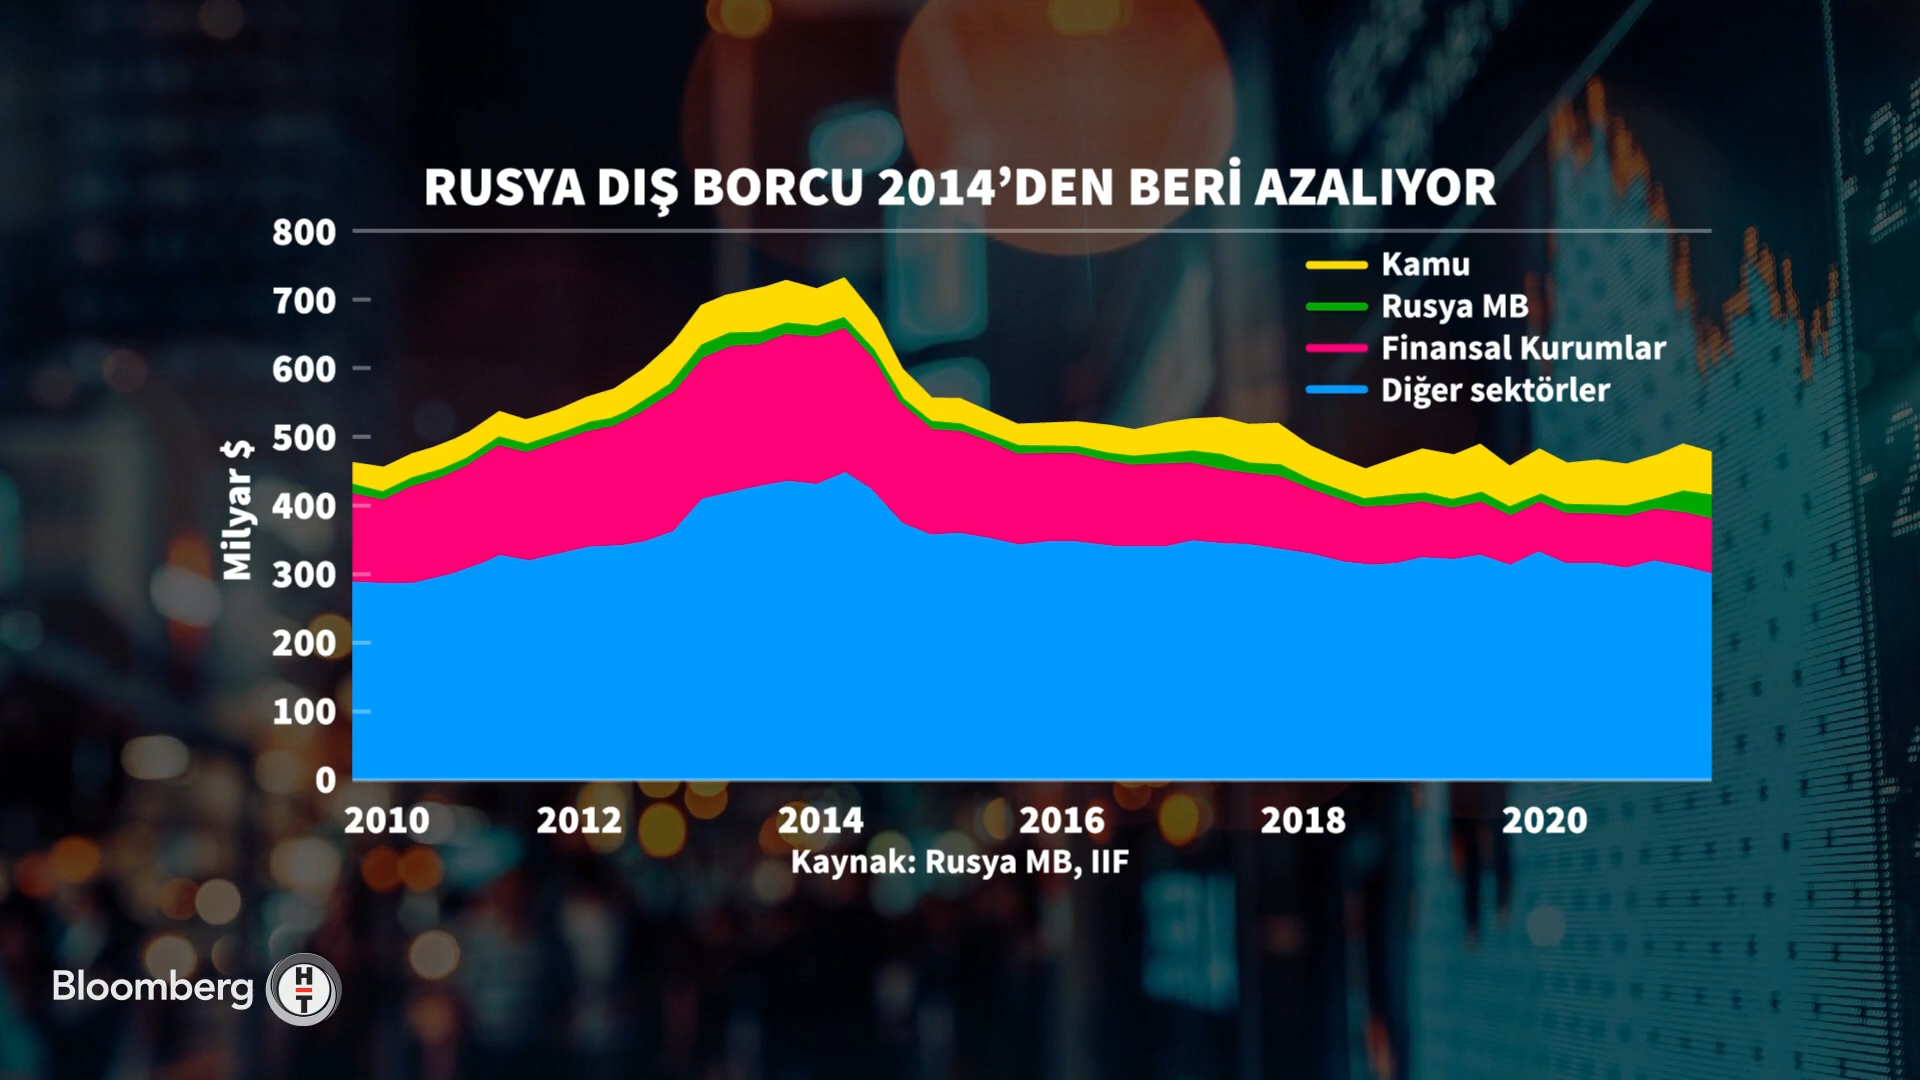 RUSYA DIŞ BORCU 2014’DEN BERİ AZALIYOR
800
700
600
500
400
300
200
100
0
Milyar $
Kamu
Rusya MB
Finansal Kurumlar
Diğer sektörler
2010 2012 2014 2016 2018 2020
Kaynak: Rusya MB, IIF
Bloomberg HT